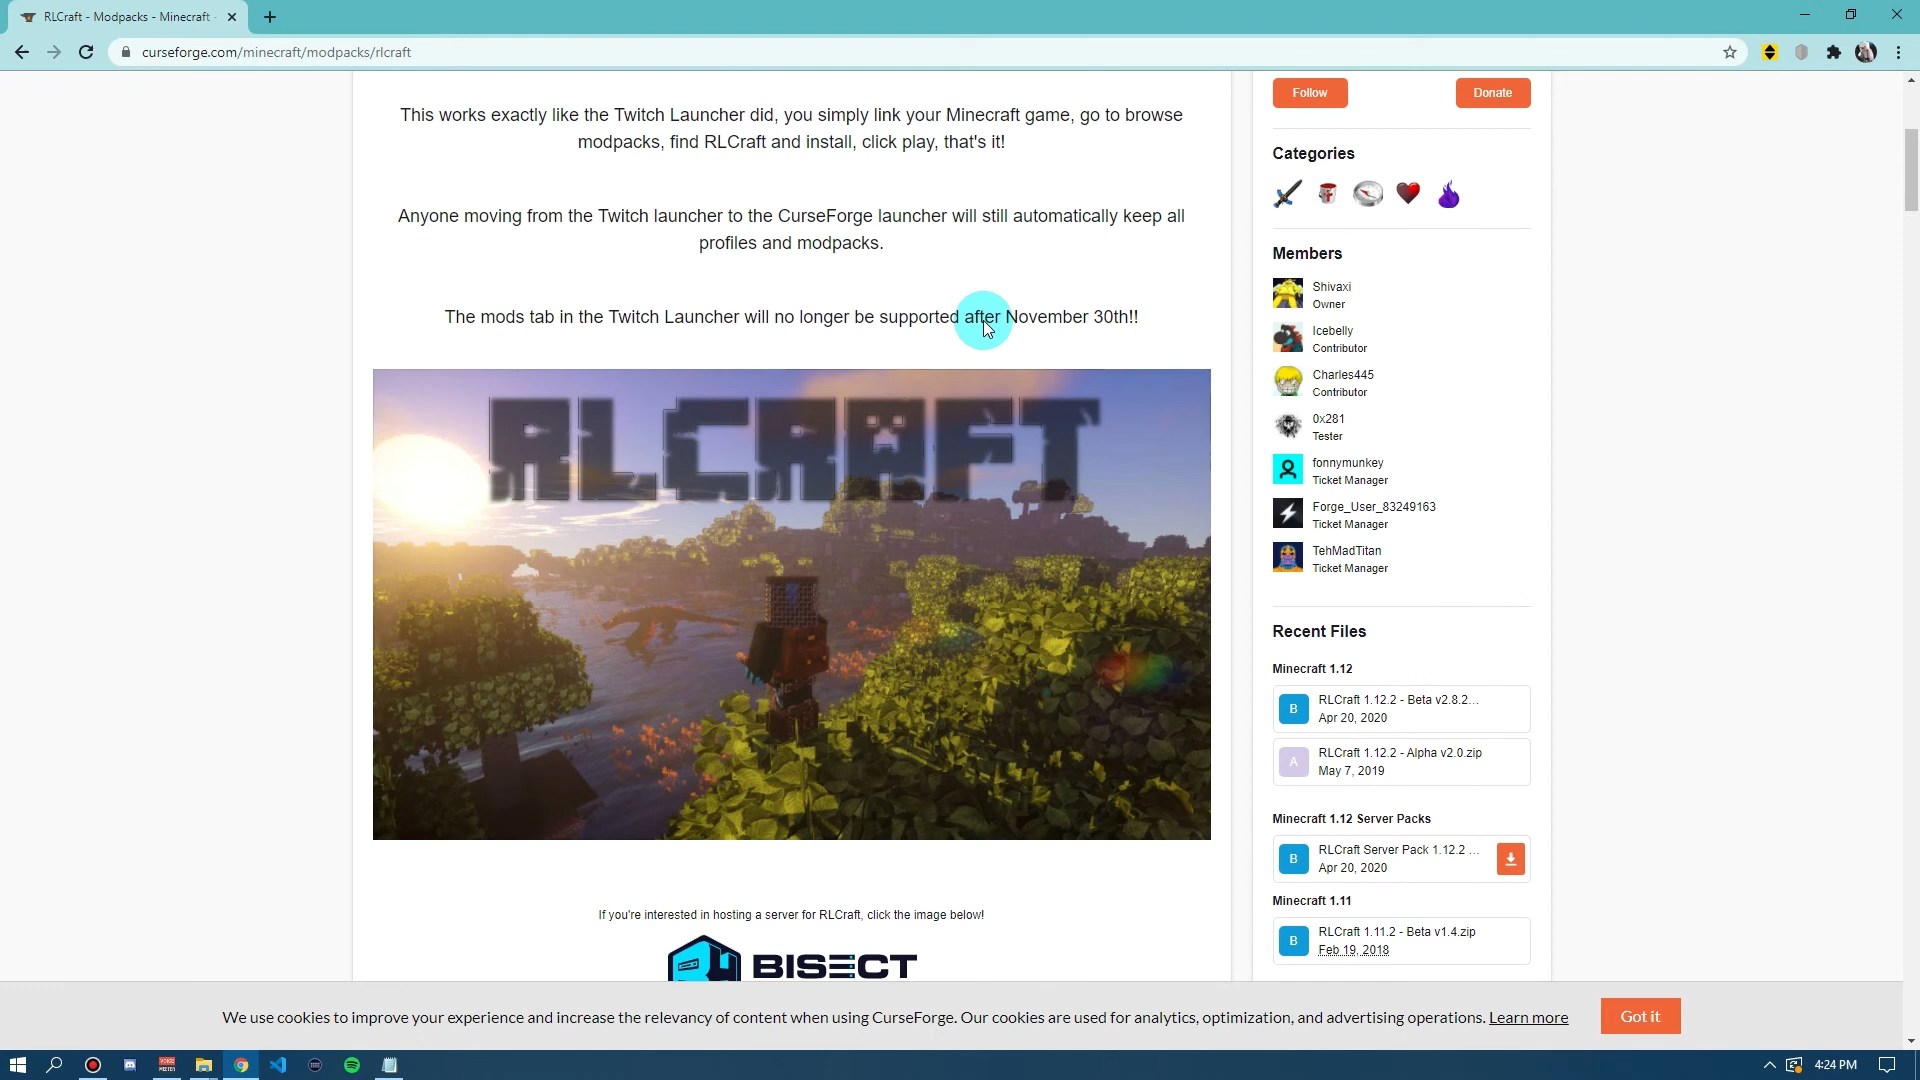 RLCraft - Modpacks - Minecraft
curseforge.com/minecraft/modpacks/rlcraft
This works exactly like the Twitch Launcher did, you simply link your Minecraft game, go to browse
modpacks, find RLCraft and install, click play, that's it!
Anyone moving from the Twitch launcher to the CurseForge launcher will still automatically keep all
profiles and modpacks.
The mods tab in the Twitch Launcher will no longer be supported after November 30th!!
RLCRAFT
If you're interested in hosting a server for RLCraft, click the image below!
BISECT
Follow
Donate
Categories
Members
Shivaxi
Owner
Icebelly
Contributor
Charles445
Contributor
0x281
Tester
fonnymunkey
Ticket Manager
Forge_User_83249163
Ticket Manager
TehMadTitan
Ticket Manager
Recent Files
Minecraft 1.12
B
RLCraft 1.12.2 - Beta v2.8.2...
Apr 20, 2020
A
RLCraft 1.12.2 - Alpha v2.0.zip
May 7, 2019
Minecraft 1.12 Server Packs
B
RLCraft Server Pack 1.12.2 ...
Apr 20, 2020
Minecraft 1.11
B
RLCraft 1.11.2 - Beta v1.4.zip
Feb 19, 2018
We use cookies to improve your experience and increase the relevancy of content when using CurseForge. Our cookies are used for analytics, optimization, and advertising operations. Learn more
Got it
4:24 PM